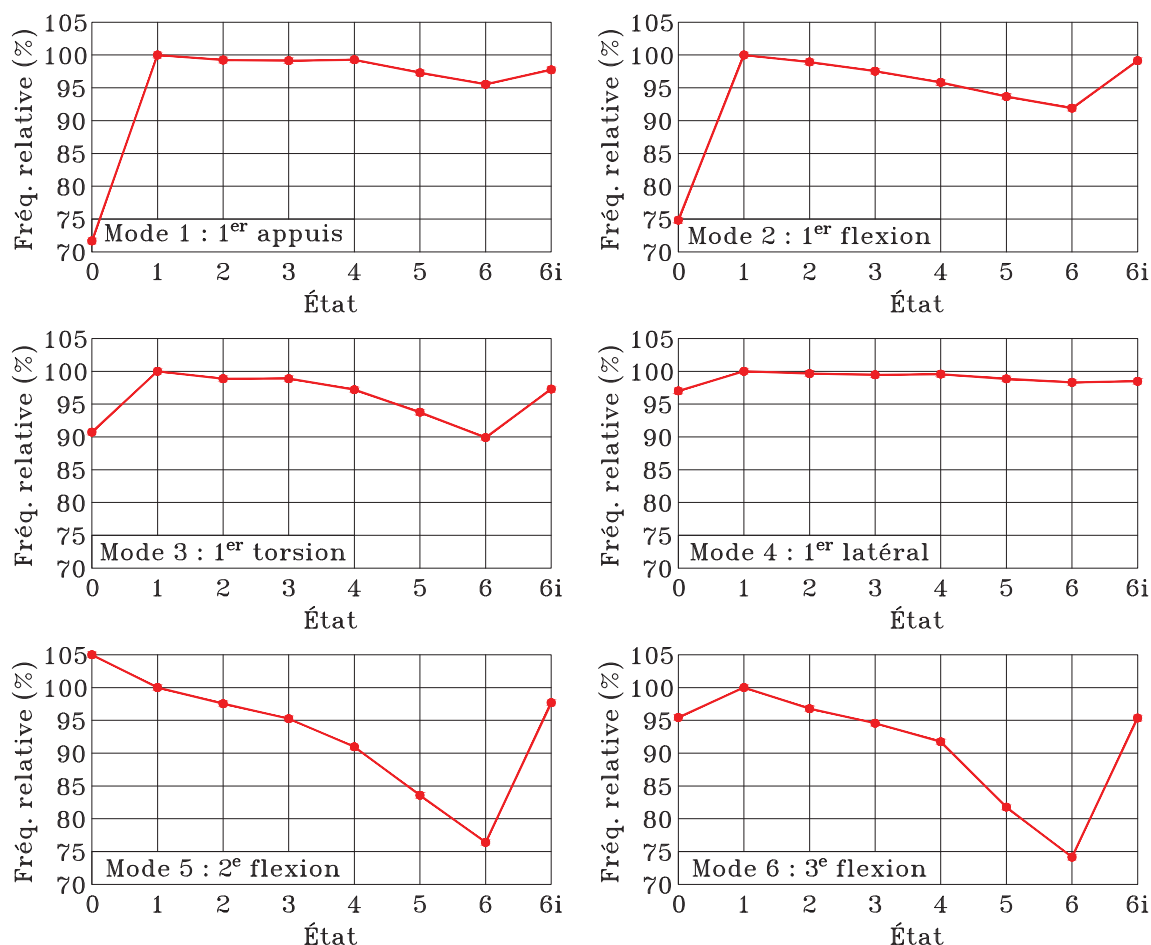 105
100
95
90
85
80
75
70
Fréq. relative (%)
Mode 1 : 1er appuis
0 1 2 3 4 5 6 6i
État
105
100
95
90
85
80
75
70
Fréq. relative (%)
Mode 2 : 1er flexion
0 1 2 3 4 5 6 6i
État
105
100
95
90
85
80
75
70
Fréq. relative (%)
Mode 3 : 1er torsion
0 1 2 3 4 5 6 6i
État
105
100
95
90
85
80
75
70
Fréq. relative (%)
Mode 4 : 1er latéral
0 1 2 3 4 5 6 6i
État
105
100
95
90
85
80
75
70
Fréq. relative (%)
Mode 5 : 2e flexion
0 1 2 3 4 5 6 6i
État
105
100
95
90
85
80
75
70
Fréq. relative (%)
Mode 6 : 3e flexion
0 1 2 3 4 5 6 6i
État